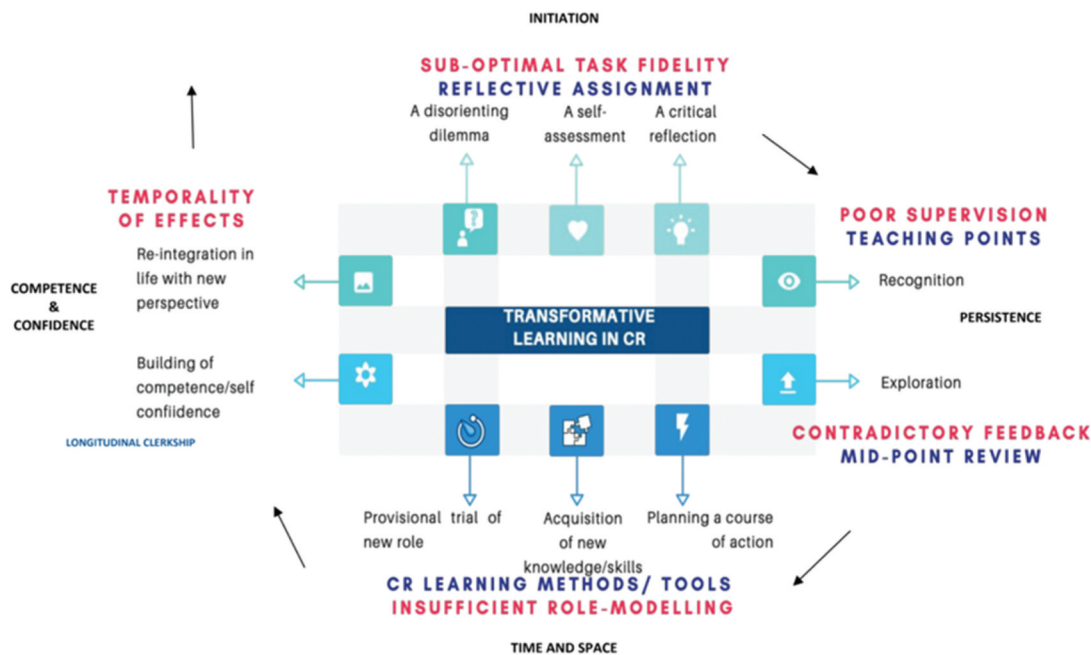 INITIATION
SUB-OPTIMAL TASK FIDELITY
REFLECTIVE ASSIGNMENT
A disorienting
dilemma
A self-
assessment
A critical
reflection
TEMPORALITY
OF EFFECTS
Re-integration in
life with new
perspective
COMPETENCE
&
CONFIDENCE
Building of
competence/self
confiidence
LONGITUDINAL CLERKSHIP
?
TRANSFORMATIVE
LEARNING IN CR
POOR SUPERVISION
TEACHING POINTS
Recognition
PERSISTENCE
Exploration
CONTRADICTORY FEEDBACK
MID-POINT REVIEW
Provisional trial of
new role
Acquisition
of new
knowledge/skills
Planning a course
of action
CR LEARNING METHODS/ TOOLS
INSUFFICIENT ROLE-MODELLING
TIME AND SPACE